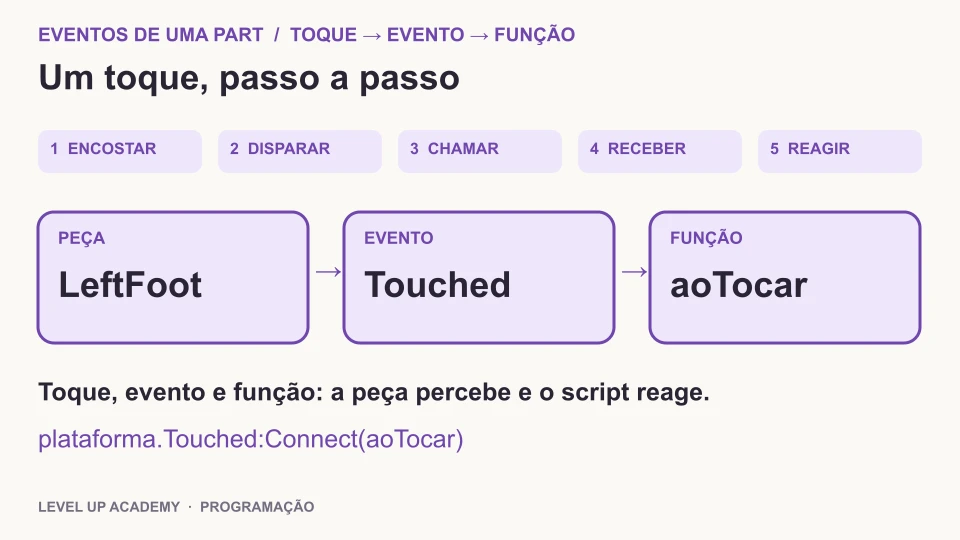 EVENTOS DE UMA PART / TOQUE → EVENTO → FUNÇÃO
Um toque, passo a passo
1 ENCOSTAR
2 DISPARAR
3 CHAMAR
4 RECEBER
5 REAGIR
PEÇA
LeftFoot
→
EVENTO
Touched
→
FUNÇÃO
aoTocar
Toque, evento e função: a peça percebe e o script reage.
plataforma.Touched:Connect(aoTocar)
LEVEL UP ACADEMY · PROGRAMAÇÃO